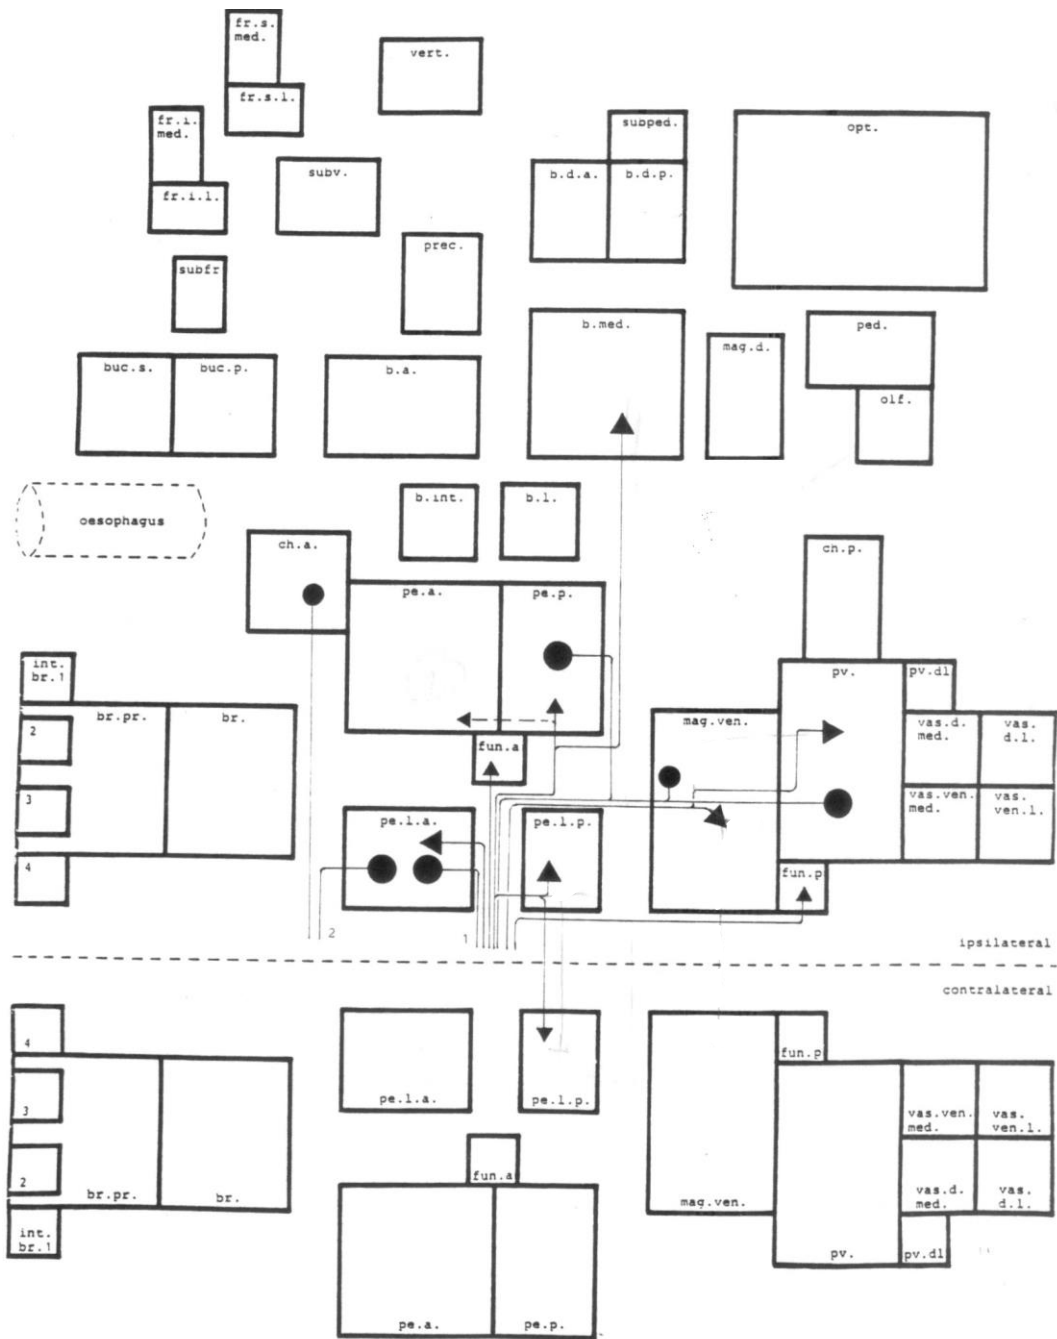 fr.s.
med.
vert.
fr.s.l.
fr.i.
med.
subped.
opt.
subv.
b.d.a.
b.d.p.
fr.i.l.
prec.
subfr
b.med.
ped.
mag.d.
buc.s.
buc.p.
b.a.
olf.
b.int.
b.l.
oesophagus
ch.a.
ch.p.
pe.a.
pe.p.
int.
br.1
pv.
pv.dl
br.pr.
br.
mag.ven.
vas.d.
med.
vas.
d.l.
2
fun.a
3
vas.ven.
med.
vas.
ven.l.
pe.l.a.
pe.l.p.
4
fun.p
2
1
ipsilateral
contralateral
4
fun.p
3
pe.l.a.
pe.l.p.
vas.ven.
med.
vas.
ven.l.
2
fun.a
br.pr.
br.
mag.ven.
vas.d.
med.
vas.
d.l.
int.
br.1
pv.
pv.dl
pe.a.
pe.p.